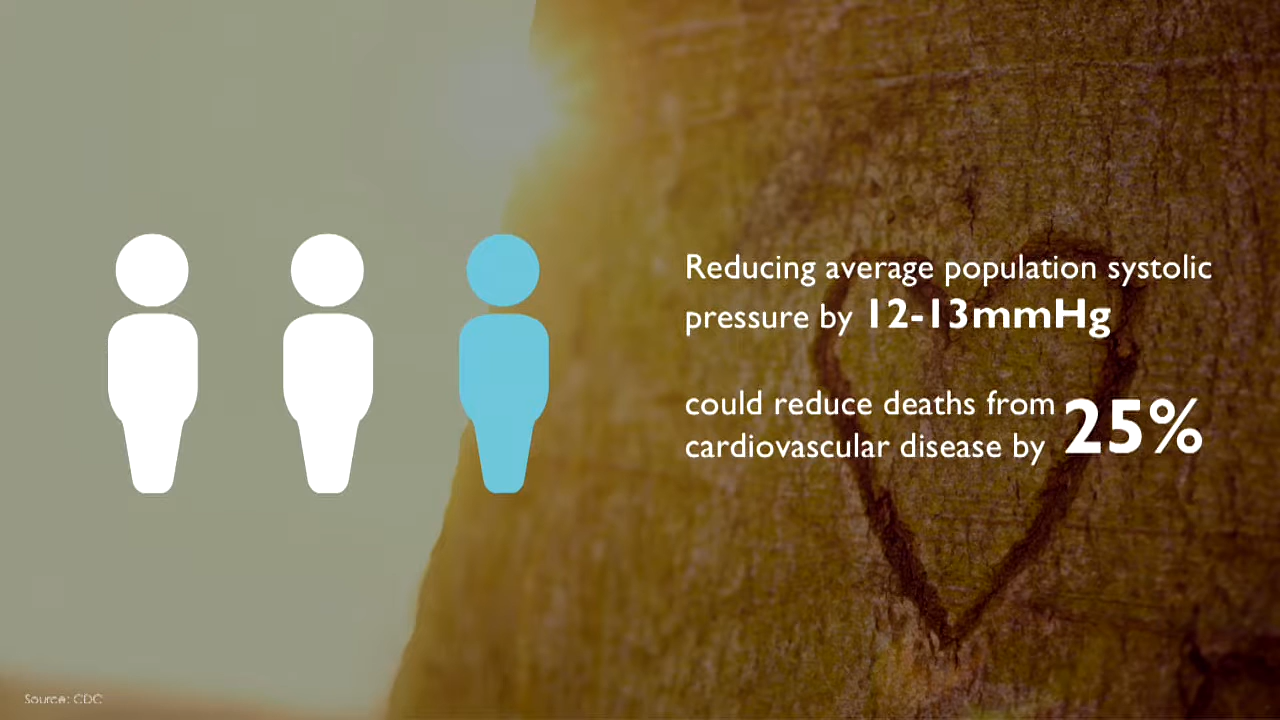 Reducing average population systolic
pressure by 12-13mmHg
could reduce deaths from
cardiovascular disease by 25%
Source: CDC